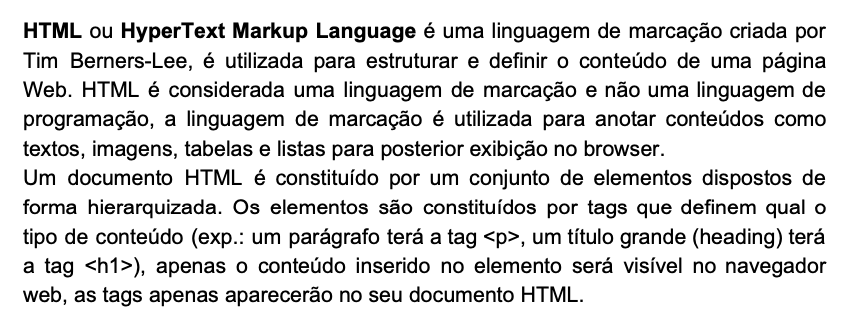 HTML ou HyperText Markup Language é uma linguagem de marcação criada por
Tim Berners-Lee, é utilizada para estruturar e definir o conteúdo de uma página
Web. HTML é considerada uma linguagem de marcação e não uma linguagem de
programação, a linguagem de marcação é utilizada para anotar conteúdos como
textos, imagens, tabelas e listas para posterior exibição no browser.
Um documento HTML é constituído por um conjunto de elementos dispostos de
forma hierarquizada. Os elementos são constituídos por tags que definem qual o
tipo de conteúdo (exp.: um parágrafo terá a tag <p>, um título grande (heading) terá
a tag <h1>), apenas o conteúdo inserido no elemento será visível no navegador
web, as tags apenas aparecerão no seu documento HTML.